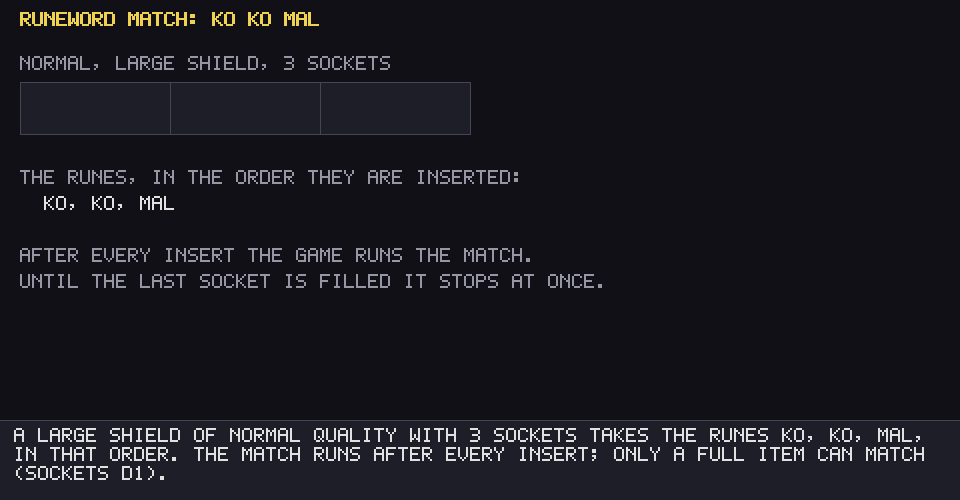 RUNEWORD MATCH: KO KO MAL
NORMAL, LARGE SHIELD, 3 SOCKETS
THE RUNES, IN THE ORDER THEY ARE INSERTED:
KO, KO, MAL
AFTER EVERY INSERT THE GAME RUNS THE MATCH.
UNTIL THE LAST SOCKET IS FILLED IT STOPS AT ONCE.
A LARGE SHIELD OF NORMAL QUALITY WITH 3 SOCKETS TAKES THE RUNES KO, KO, MAL,
IN THAT ORDER. THE MATCH RUNS AFTER EVERY INSERT; ONLY A FULL ITEM CAN MATCH
(SOCKETS D1).